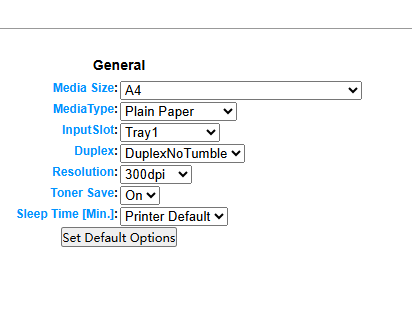 General
Media Size: A4
MediaType: Plain Paper
InputSlot: Tray1
Duplex: DuplexNoTumble
Resolution: 300dpi
Toner Save: On
Sleep Time [Min.]: Printer Default
Set Default Options